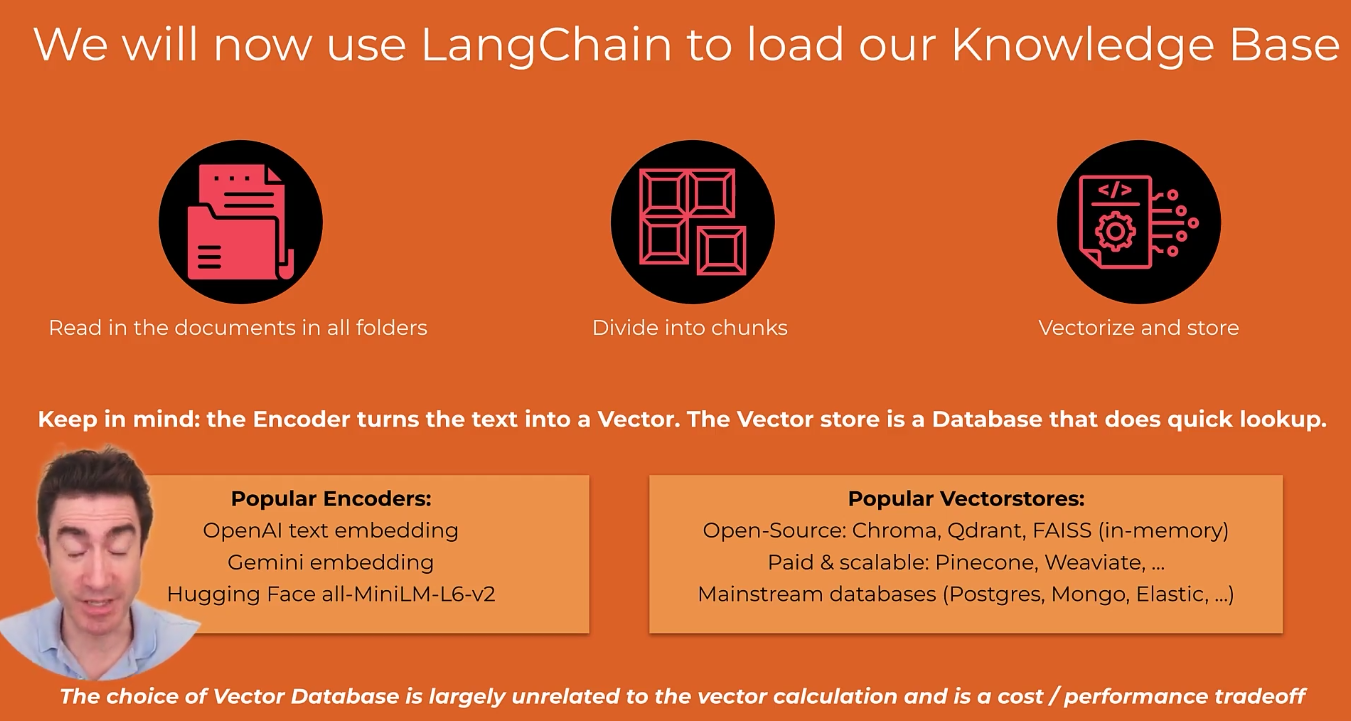 We will now use LangChain to load our Knowledge Base
</>
Read in the documents in all folders
Divide into chunks
Vectorize and store
Keep in mind: the Encoder turns the text into a Vector. The Vector store is a Database that does quick lookup.
Popular Encoders:
OpenAI text embedding
Gemini embedding
Hugging Face all-MiniLM-L6-v2
Popular Vectorstores:
Open-Source: Chroma, Qdrant, FAISS (in-memory)
Paid & scalable: Pinecone, Weaviate, ...
Mainstream databases (Postgres, Mongo, Elastic, ...)
The choice of Vector Database is largely unrelated to the vector calculation and is a cost / performance tradeoff